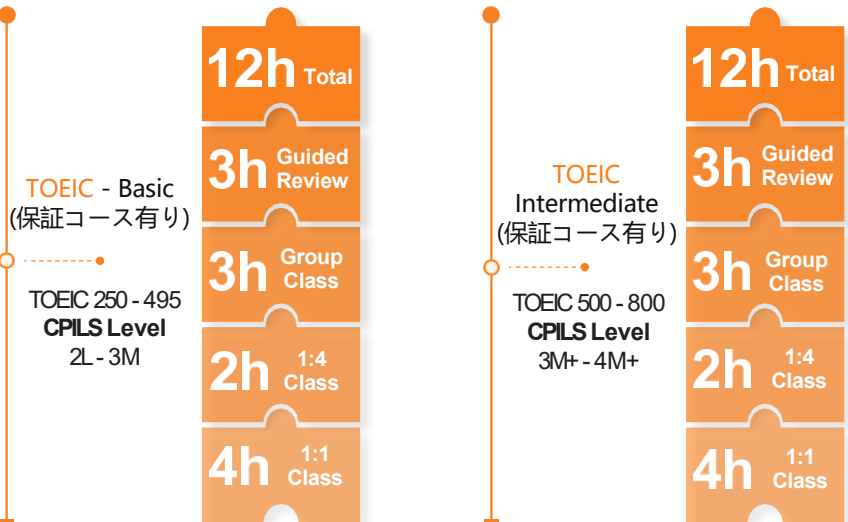 TOEIC - Basic
(保証コース有り)
TOEIC 250 - 495
CPILS Level
2L - 3M
12h Total
3h Guided Review
3h Group Class
2h 1:4 Class
4h 1:1 Class
TOEIC
Intermediate
(保証コース有り)
TOEIC 500 - 800
CPILS Level
3M+ - 4M+
12h Total
3h Guided Review
3h Group Class
2h 1:4 Class
4h 1:1 Class